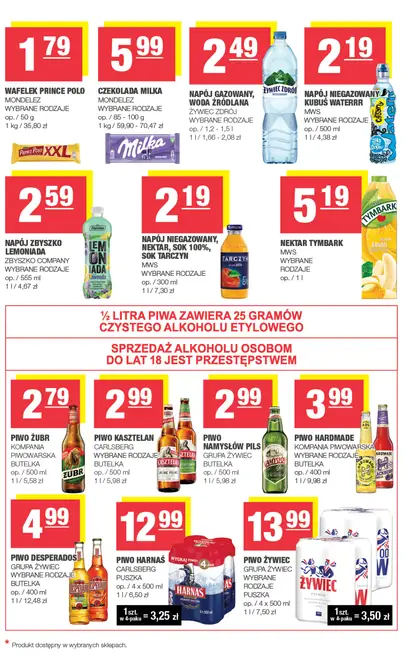 1 79
WAFELEK PRINCE POLO
MONDELEZ
WYBRANE RODZAJE
op. / 50 g
1 kg / 35,80 zł
5 99
CZEKOLADA MILKA
MONDELEZ
WYBRANE RODZAJE
op. / 85 - 100 g
1 kg / 59,90 - 70,47 zł
Milka
2 49
NAPÓJ GAZOWANY,
WODA ŹRÓDLANA
ŻYWIEC ZDRÓJ
WYBRANE RODZAJE
op. / 1,2 - 1,5 l
1 l / 1,66 - 2,08 zł
ŻYWIEC ZDRÓJ
2 19
NAPÓJ NIEGAZOWANY
KUBUŚ WATERRR
MWS
WYBRANE RODZAJE
op. / 500 ml
1 l / 4,38 zł
2 59
NAPÓJ ZBYSZKO
LEMONIADA
ZBYSZKO COMPANY
WYBRANE RODZAJE
op. / 555 ml
1 l / 4,67 zł
2 19
NAPÓJ NIEGAZOWANY,
NEKTAR, SOK 100%,
SOK TARCZYN
MWS
WYBRANE RODZAJE
op. / 300 ml
1 l / 7,30 zł
TARCZYN
5 19
NEKTAR TYMBARK
MWS
WYBRANE
RODZAJE
op. / 1 l
TYMBARK
½ LITRA PIWA ZAWIERA 25 GRAMÓW
CZYSTEGO ALKOHOLU ETYLOWEGO
SPRZEDAŻ ALKOHOLU OSOBOM
DO LAT 18 JEST PRZESTĘPSTWEM
2 79
PIWO ŻUBR
KOMPANIA
PIWOWARSKA
BUTELKA
op. / 500 ml
1 l / 5,58 zł
ŻUBR
2 99
PIWO KASZTELAN
CARLSBERG
WYBRANE RODZAJE
BUTELKA
op. / 500 ml
1 l / 5,98 zł
2 99
PIWO
NAMYSŁÓW PILS
GRUPA ŻYWIEC
BUTELKA
op. / 500 ml
1 l / 5,98 zł
3 99
PIWO HARDMADE
KOMPANIA PIWOWARSKA
WYBRANE RODZAJE
BUTELKA
op. / 400 ml
1 l / 9,98 zł
4 99
PIWO DESPERADOS
GRUPA ŻYWIEC
WYBRANE RODZAJE
BUTELKA
op. / 400 ml
1 l / 12,48 zł
12 99
PIWO HARNAŚ
CARLSBERG
PUSZKA
op. / 4 x 500 ml
1 l / 6,50 zł
HARNAŚ
1 szt.
w 4-paku = 3,25 zł
13 99
PIWO ŻYWIEC
GRUPA ŻYWIEC
WYBRANE
RODZAJE
PUSZKA
op. / 4 x 500 ml
1 l / 7,50 zł
ŻYWIEC
1 szt.
w 4-paku = 3,50 zł
* Produkt dostępny w wybranych sklepach.